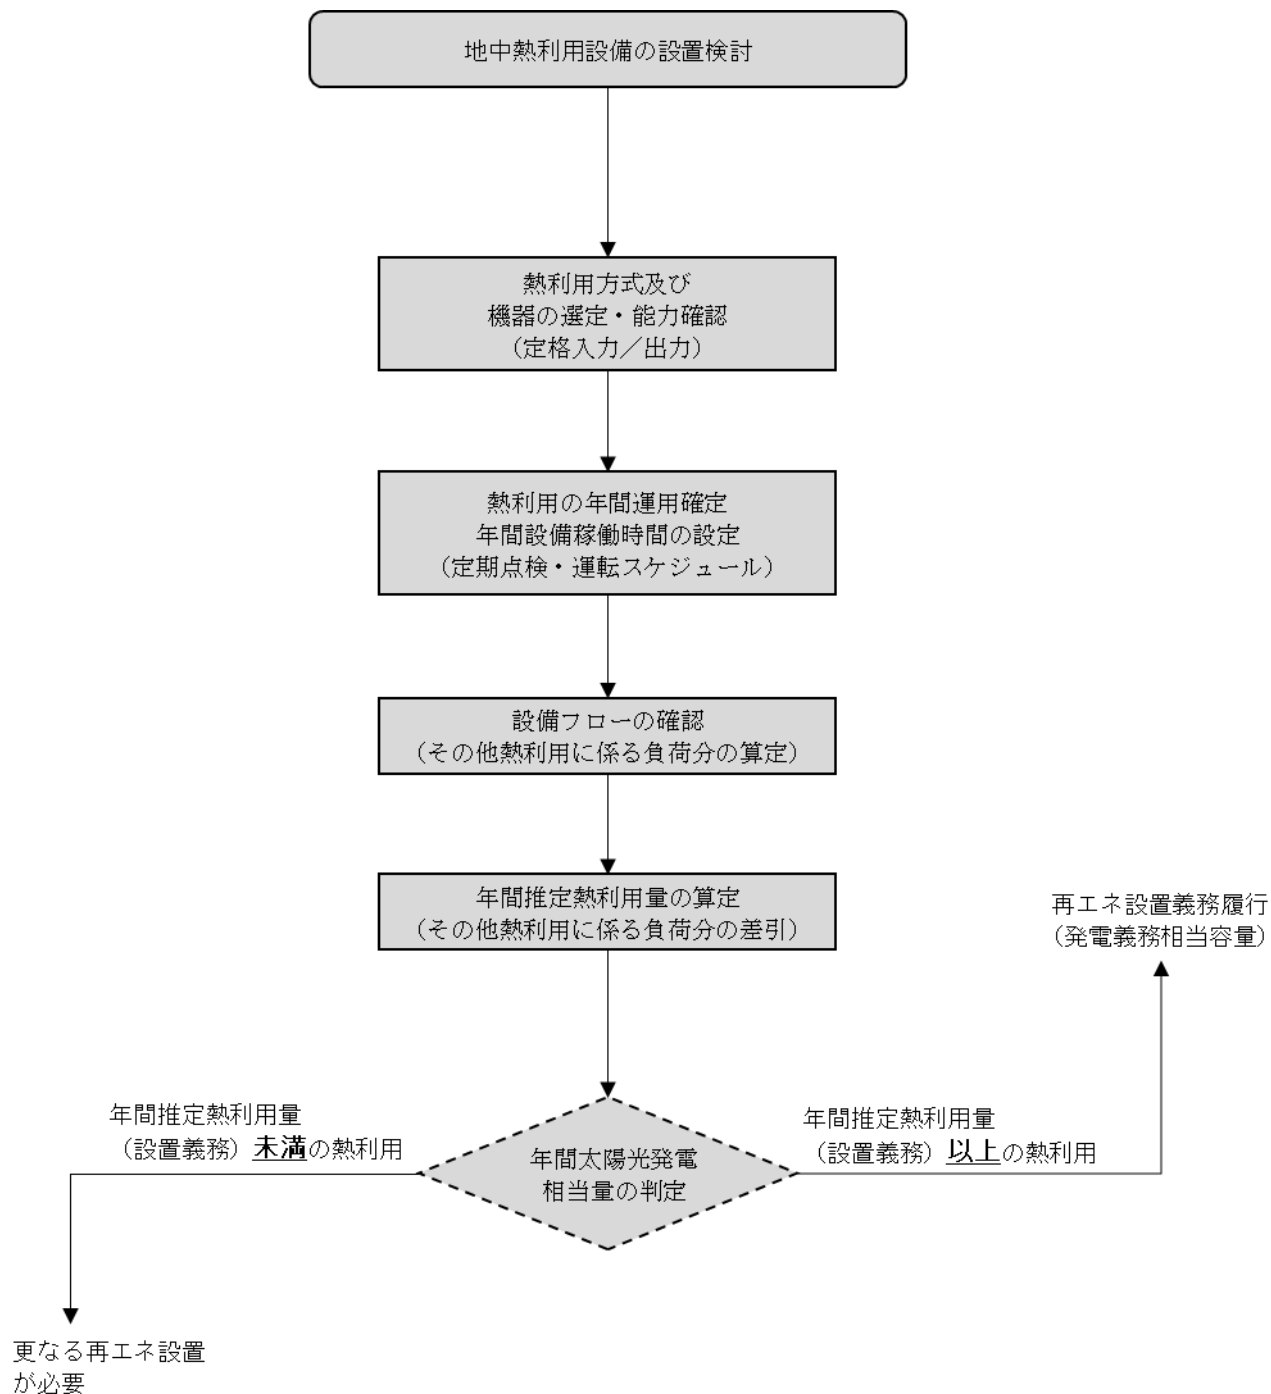 地中熱利用設備の設置検討
熱利用方式及び
機器の選定・能力確認
（定格入力／出力）
熱利用の年間運用確定
年間設備稼働時間の設定
（定期点検・運転スケジュール）
設備フローの確認
（その他熱利用に係る負荷分の算定）
年間推定熱利用量の算定
（その他熱利用に係る負荷分の差引）
再エネ設置義務履行
（発電義務相当容量）
年間推定熱利用量
（設置義務）未満の熱利用
年間太陽光発電
相当量の判定
年間推定熱利用量
（設置義務）以上の熱利用
更なる再エネ設置
が必要